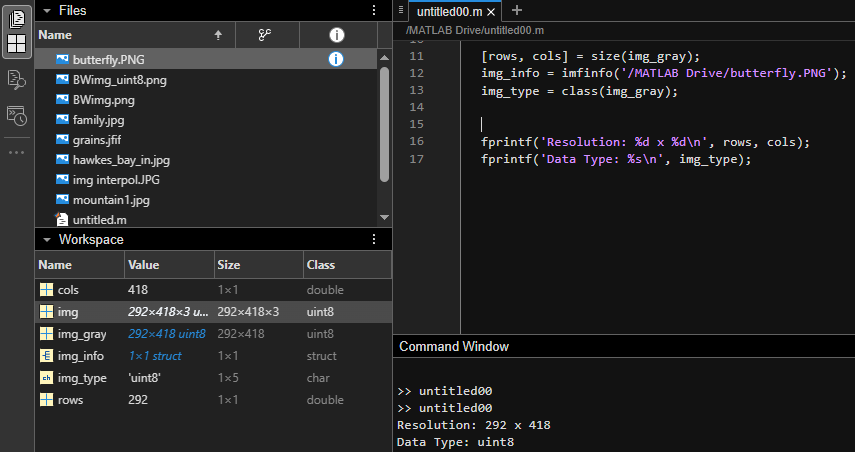 Files
Name
butterfly.PNG
BWimg_uint8.png
BWimg.png
family.jpg
grains.jfif
hawkes_bay_in.jpg
img interpol.JPG
mountain1.jpg
untitled.m
Workspace
Name Value Size Class
cols 418 1×1 double
img 292×418×3 u... 292×418×3 uint8
img_gray 292×418 uint8 292×418 uint8
img_info 1×1 struct 1×1 struct
img_type 'uint8' 1×5 char
rows 292 1×1 double
untitled00.m × +
/MATLAB Drive/untitled00.m
11 [rows, cols] = size(img_gray);
12 img_info = imfinfo('/MATLAB Drive/butterfly.PNG');
13 img_type = class(img_gray);
14
15
16 fprintf('Resolution: %d x %d\n', rows, cols);
17 fprintf('Data Type: %s\n', img_type);
Command Window
>> untitled00
>> untitled00
Resolution: 292 x 418
Data Type: uint8